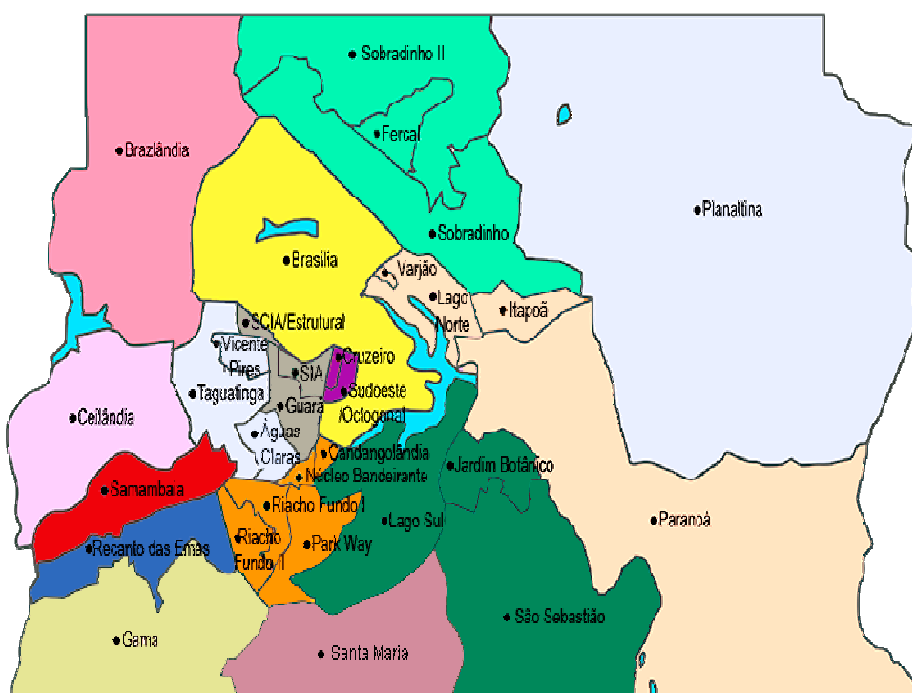 Sobradinho II
Fercal
Brazlândia
Planaltina
Sobradinho
Brasília
Varjão
Lago
Norte
Itapoã
SCIA/Estrutural
Vicente
Pires
Cruzeiro
SIA
Taguatinga
Sudoeste
/Octogonal
Guara
Ceilândia
Águas
Claras
Candangolândia
Jardim Botânico
Núcleo Bandeirante
Samambaia
Riacho Fundo I
Lago Sul
Paranoá
Riacho
Fundo II
Park Way
Recanto das Emas
São Sebastião
Gama
Santa Maria